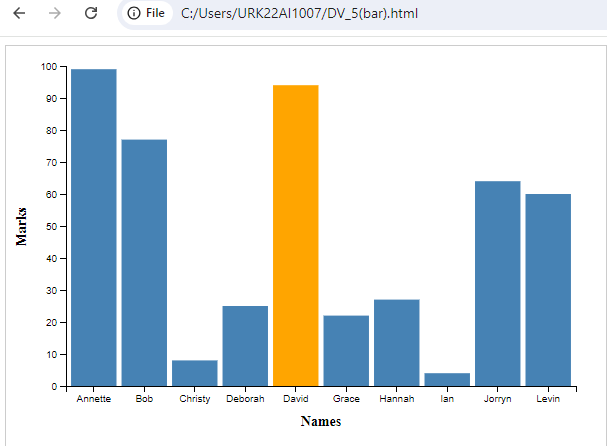 File C:/Users/URK22AI1007/DV_5(bar).html
100
90
80
70
60
50
40
30
20
10
0
Marks
Annette Bob Christy Deborah David Grace Hannah Ian Jorryn Levin
Names